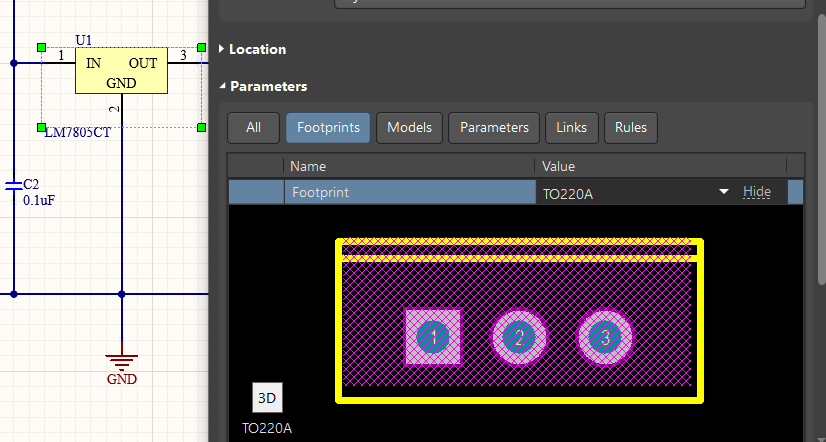 U1
1 IN OUT 3
GND
2
LM7805CT
C2
0.1uF
GND
Location
Parameters
All Footprints Models Parameters Links Rules
Name Value
Footprint TO220A Hide
1 2 3
3D
TO220A